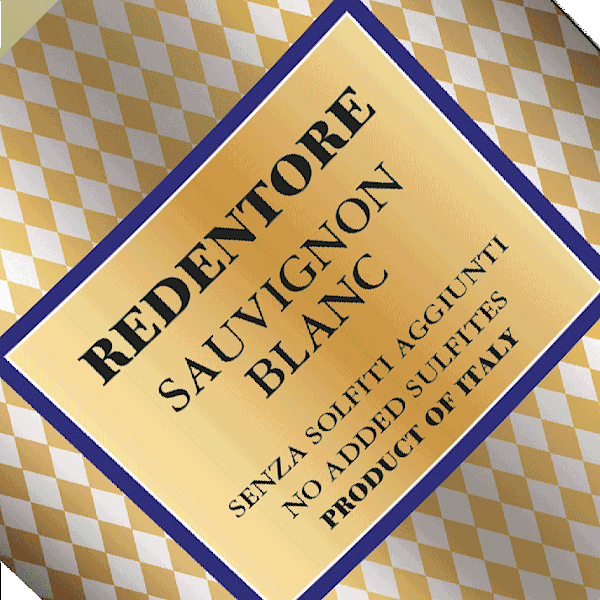 REDENTORE
SAUVIGNON
BLANC
SENZA SOLFITI AGGIUNTI
NO ADDED SULFITES
PRODUCT OF ITALY